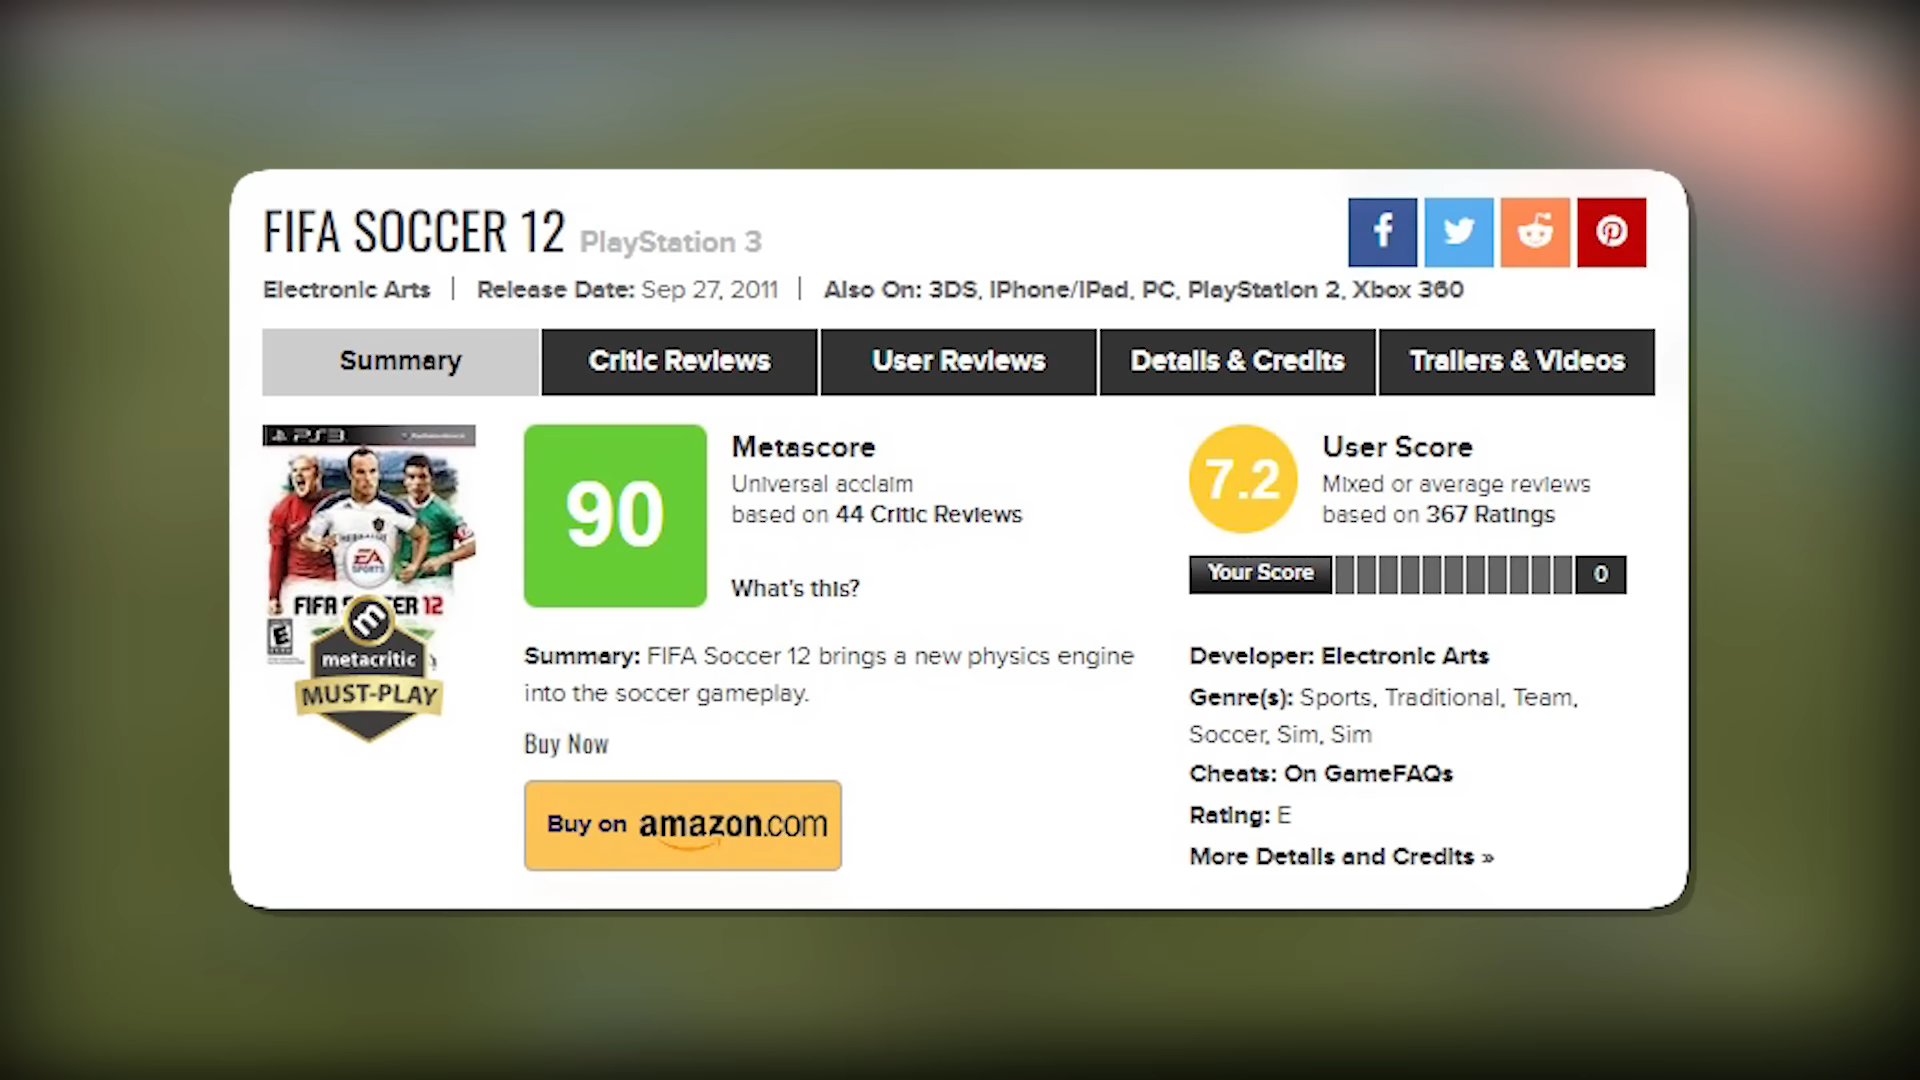 FIFA SOCCER 12 PlayStation 3
Electronic Arts | Release Date: Sep 27, 2011 | Also On: 3DS, iPhone/iPad, PC, PlayStation 2, Xbox 360
Summary
Critic Reviews
User Reviews
Details & Credits
Trailers & Videos
PS3
EA
SPORTS
FIFA SOCCER 12
E
metacritic
MUST-PLAY
90
Metascore
Universal acclaim
based on 44 Critic Reviews
What's this?
Summary: FIFA Soccer 12 brings a new physics engine
into the soccer gameplay.
Buy Now
Buy on amazon.com
7.2
User Score
Mixed or average reviews
based on 367 Ratings
Your Score
0
Developer: Electronic Arts
Genre(s): Sports, Traditional, Team,
Soccer, Sim, Sim
Cheats: On GameFAQs
Rating: E
More Details and Credits »